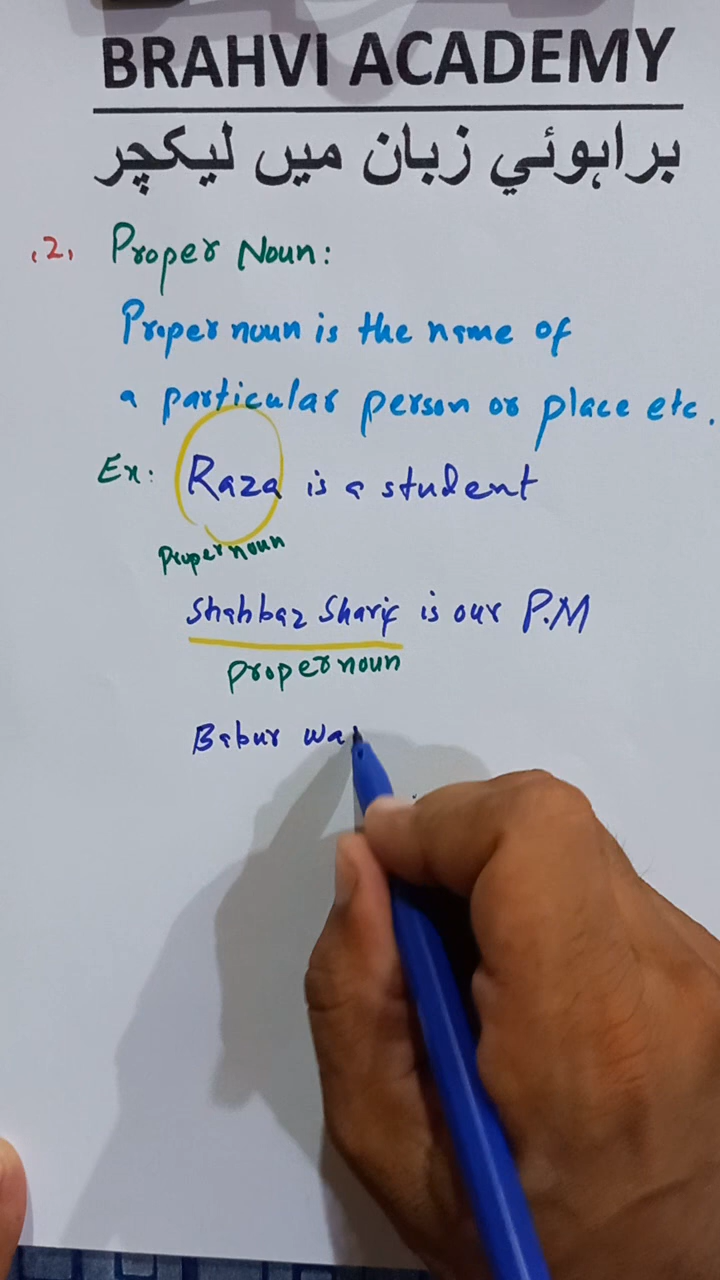 BRAHVI ACADEMY
براہوئي زبان میں لیکچر
(2) Proper Noun:
Proper noun is the name of
a particular person or place etc.
Ex: Raza is a student
Proper noun
Shahbaz Sharif is our P.M
Proper noun
Babur wa